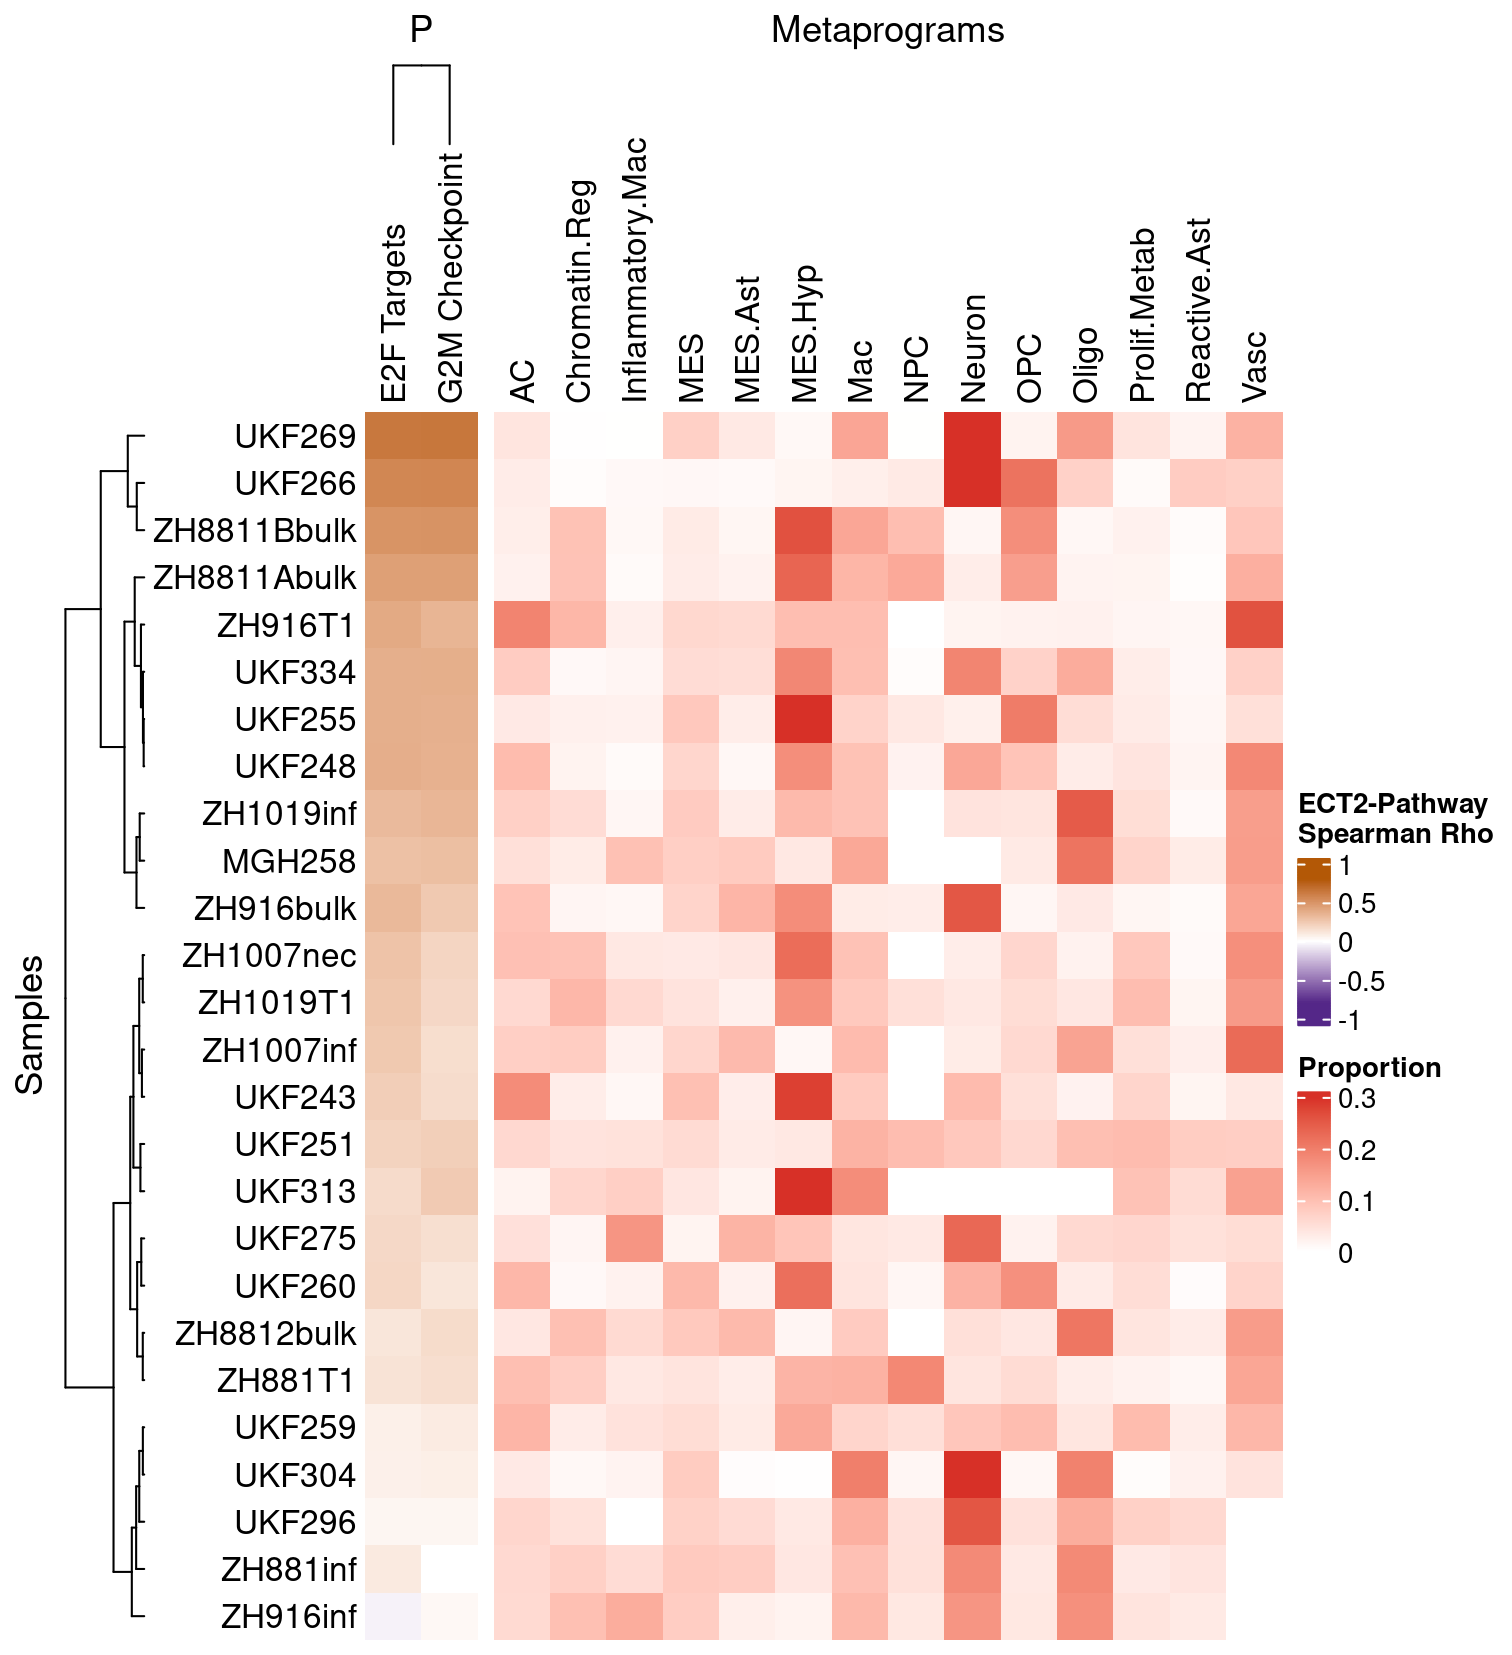 P
Metaprograms
E2F Targets
G2M Checkpoint
AC
Chromatin.Reg
Inflammatory.Mac
MES
MES.Ast
MES.Hyp
Mac
NPC
Neuron
OPC
Oligo
Prolif.Metab
Reactive.Ast
Vasc
Samples
UKF269
UKF266
ZH8811Bbulk
ZH8811Abulk
ZH916T1
UKF334
UKF255
UKF248
ZH1019inf
MGH258
ZH916bulk
ZH1007nec
ZH1019T1
ZH1007inf
UKF243
UKF251
UKF313
UKF275
UKF260
ZH8812bulk
ZH881T1
UKF259
UKF304
UKF296
ZH881inf
ZH916inf
ECT2-Pathway
Spearman Rho
1
0.5
0
-0.5
-1
Proportion
0.3
0.2
0.1
0